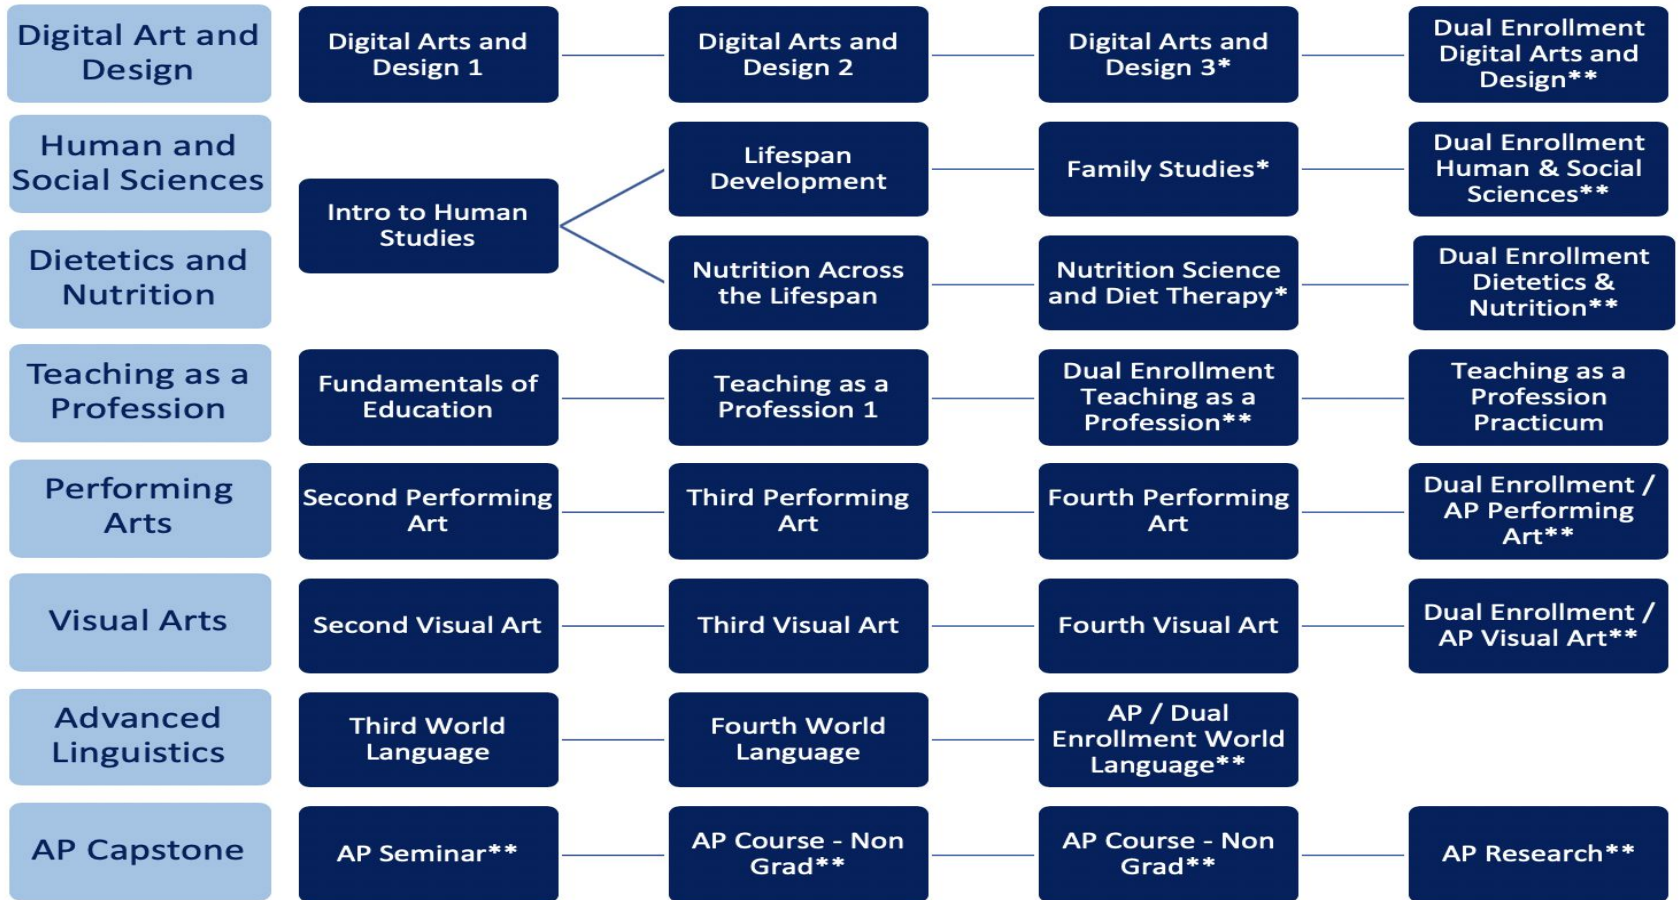 Digital Art and
Design
Digital Arts and
Design 1
Digital Arts and
Design 2
Digital Arts and
Design 3*
Dual Enrollment
Digital Arts and
Design**
Human and
Social Sciences
Intro to Human
Studies
Lifespan
Development
Family Studies*
Dual Enrollment
Human & Social
Sciences**
Dietetics and
Nutrition
Nutrition Across
the Lifespan
Nutrition Science
and Diet Therapy*
Dual Enrollment
Dietetics &
Nutrition**
Teaching as a
Profession
Fundamentals of
Education
Teaching as a
Profession 1
Dual Enrollment
Teaching as a
Profession**
Teaching as a
Profession
Practicum
Performing
Arts
Second Performing
Art
Third Performing
Art
Fourth Performing
Art
Dual Enrollment /
AP Performing
Art**
Visual Arts
Second Visual Art
Third Visual Art
Fourth Visual Art
Dual Enrollment /
AP Visual Art**
Advanced
Linguistics
Third World
Language
Fourth World
Language
AP / Dual
Enrollment World
Language**
AP Capstone
AP Seminar**
AP Course - Non
Grad**
AP Course - Non
Grad**
AP Research**